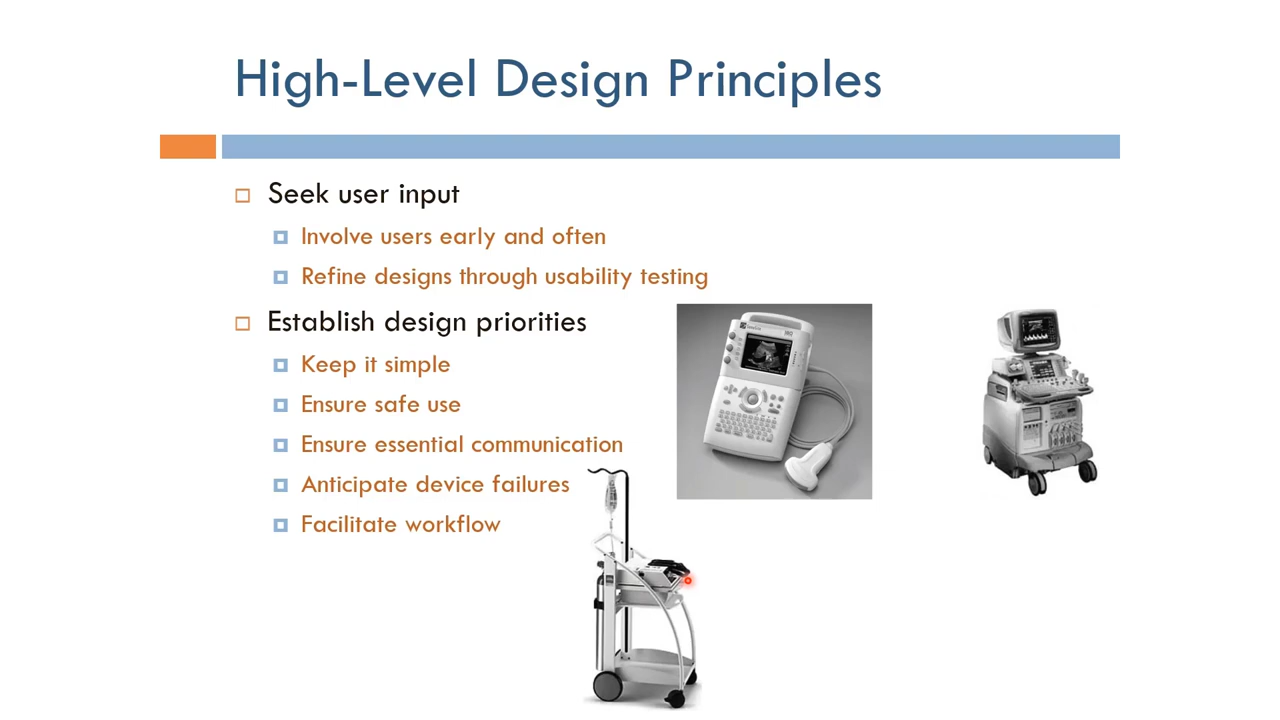 High-Level Design Principles
Seek user input
Involve users early and often
Refine designs through usability testing
Establish design priorities
Keep it simple
Ensure safe use
Ensure essential communication
Anticipate device failures
Facilitate workflow